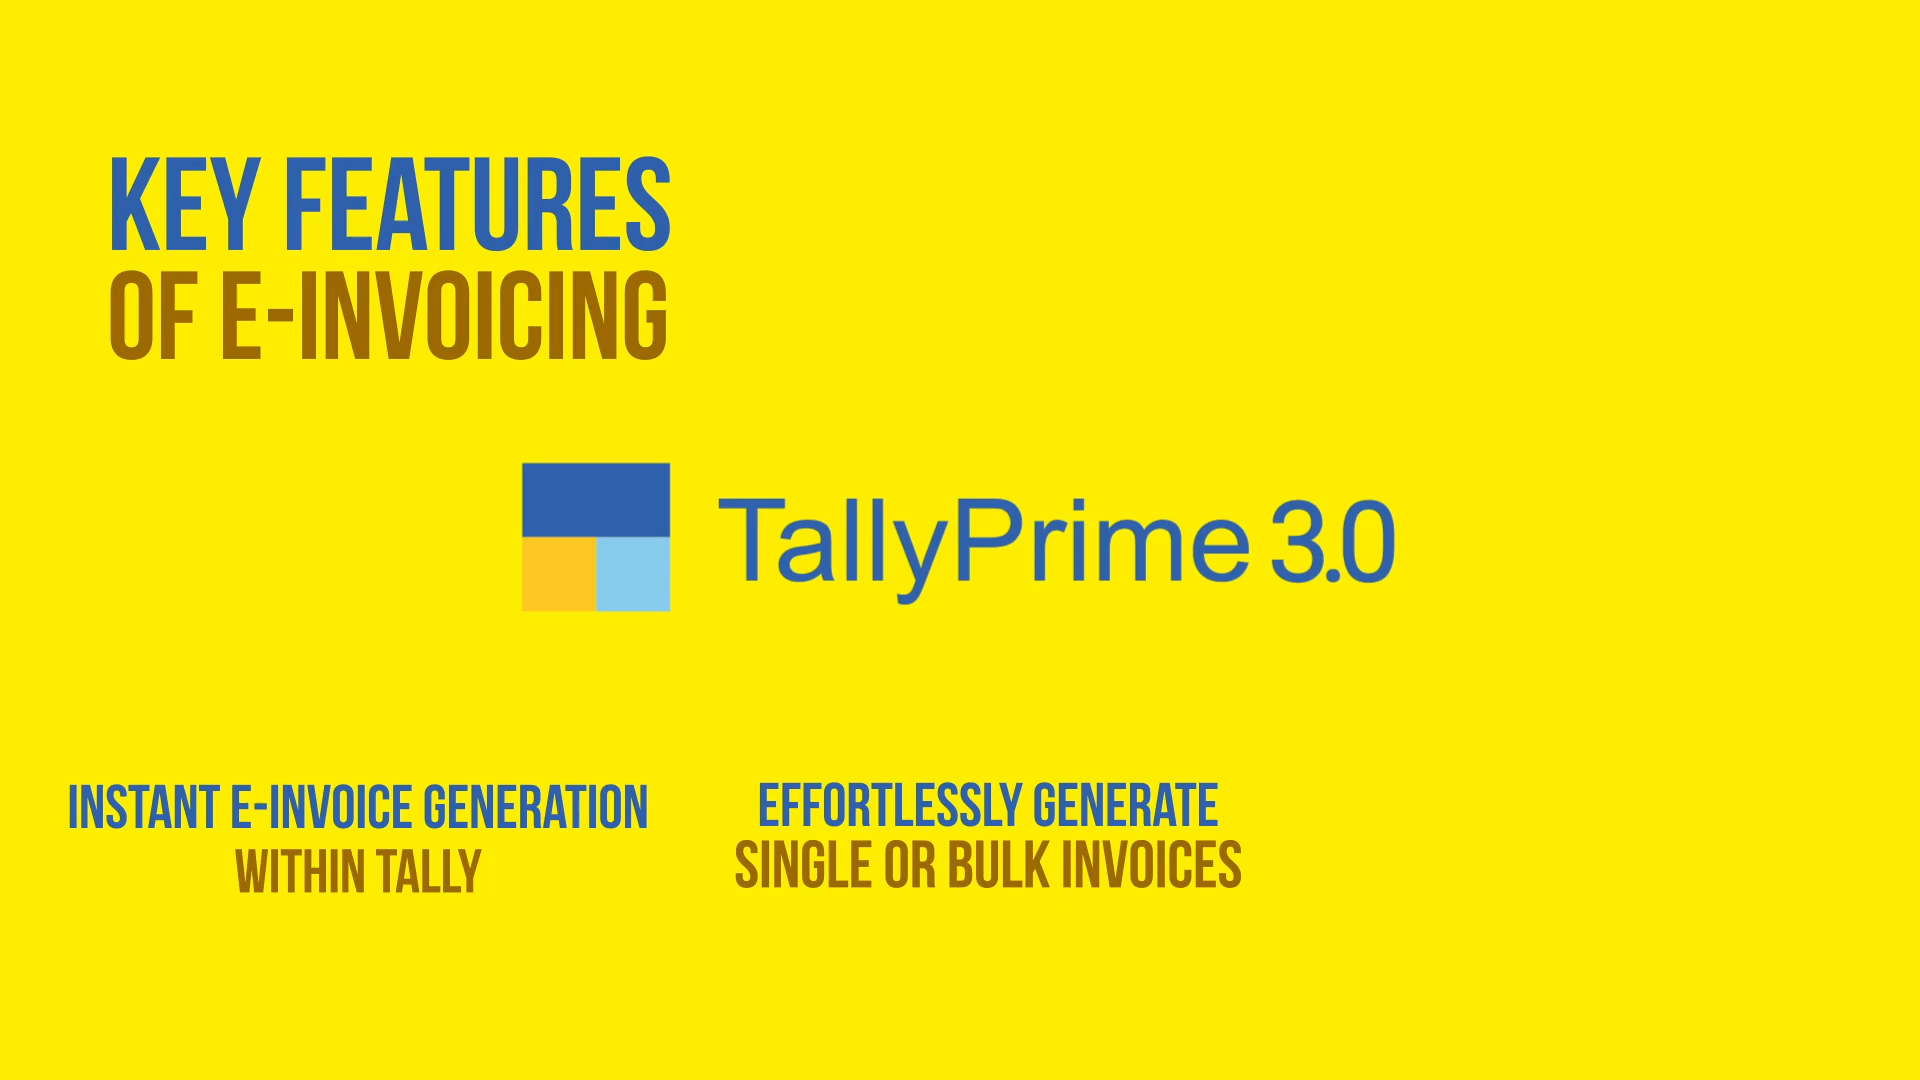 KEY FEATURES
OF E-INVOICING
TallyPrime 3.0
INSTANT E-INVOICE GENERATION
WITHIN TALLY
EFFORTLESSLY GENERATE
SINGLE OR BULK INVOICES